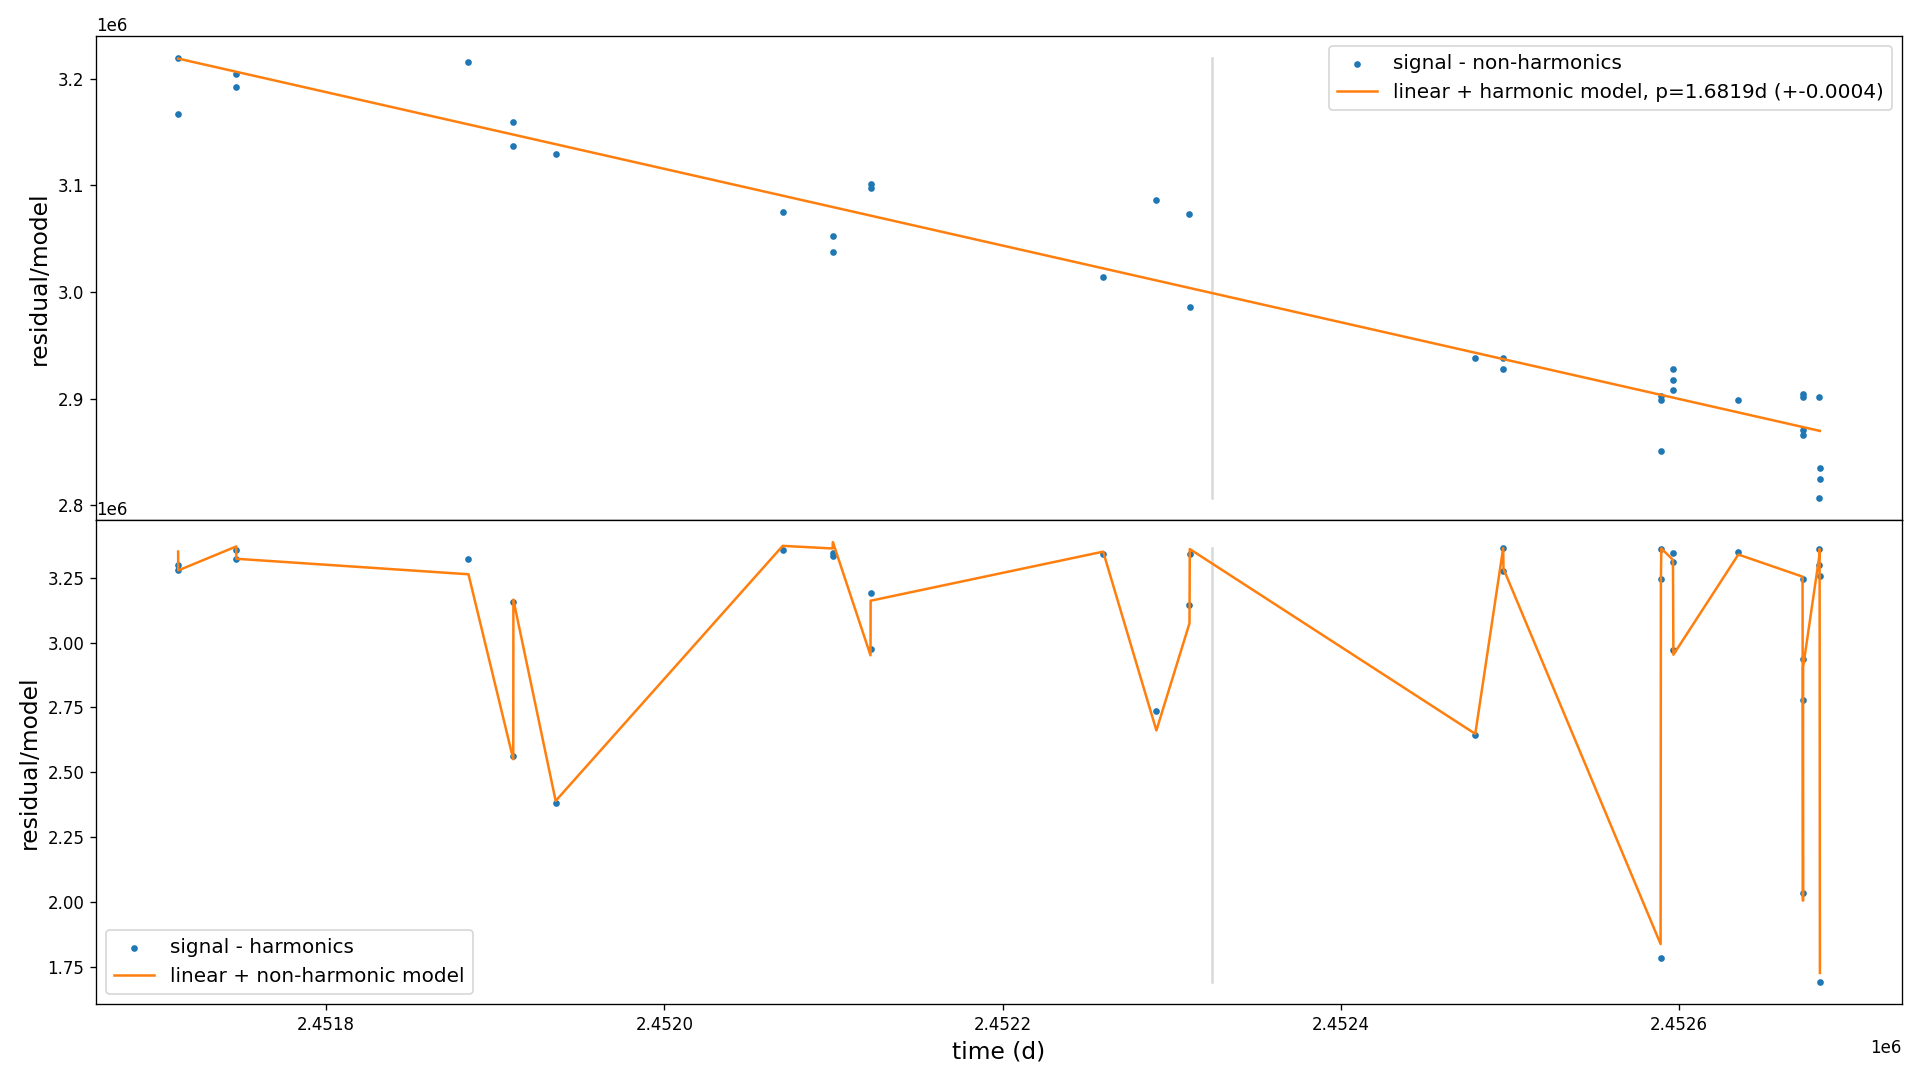 1e6
3.2
3.1
3.0
2.9
2.8
residual/model
signal - non-harmonics
linear + harmonic model, p=1.6819d (+-0.0004)
1e6
3.25
3.00
2.75
2.50
2.25
2.00
1.75
residual/model
signal - harmonics
linear + non-harmonic model
2.4518
2.4520
2.4522
2.4524
2.4526
1e6
time (d)